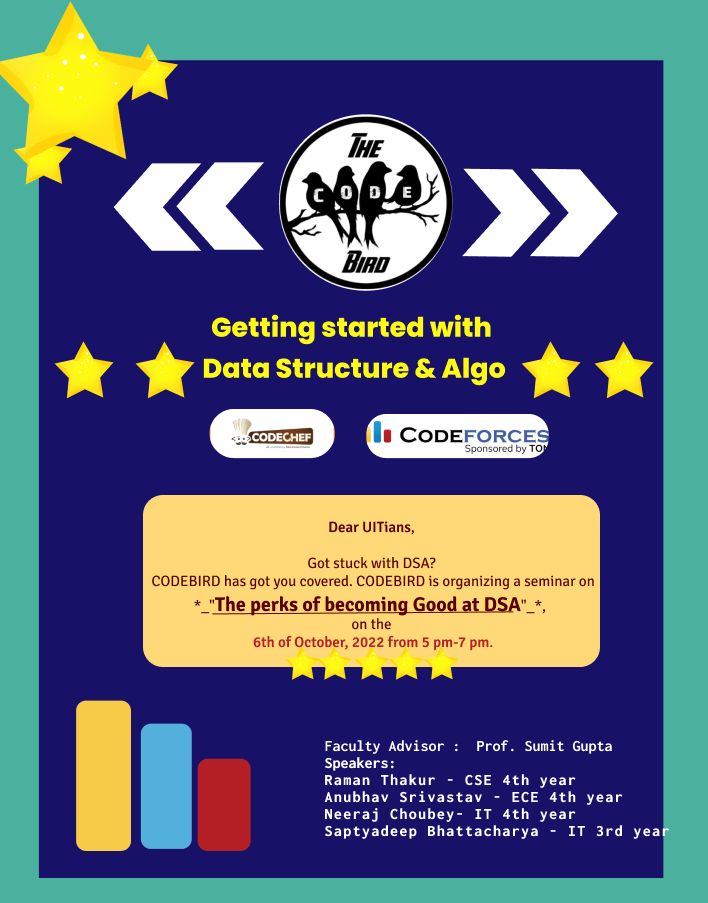 THE
CODE
BIRD
Getting started with
Data Structure & Algo
CODECHEF
CODEFORCES
Sponsored by TON
Dear UITians,
Got stuck with DSA?
CODEBIRD has got you covered. CODEBIRD is organizing a seminar on
*_"The perks of becoming Good at DSA"_*,
on the
6th of October, 2022 from 5 pm-7 pm.
Faculty Advisor :  Prof. Sumit Gupta
Speakers:
Raman Thakur - CSE 4th year
Anubhav Srivastav - ECE 4th year
Neeraj Choubey- IT 4th year
Saptyadeep Bhattacharya - IT 3rd year